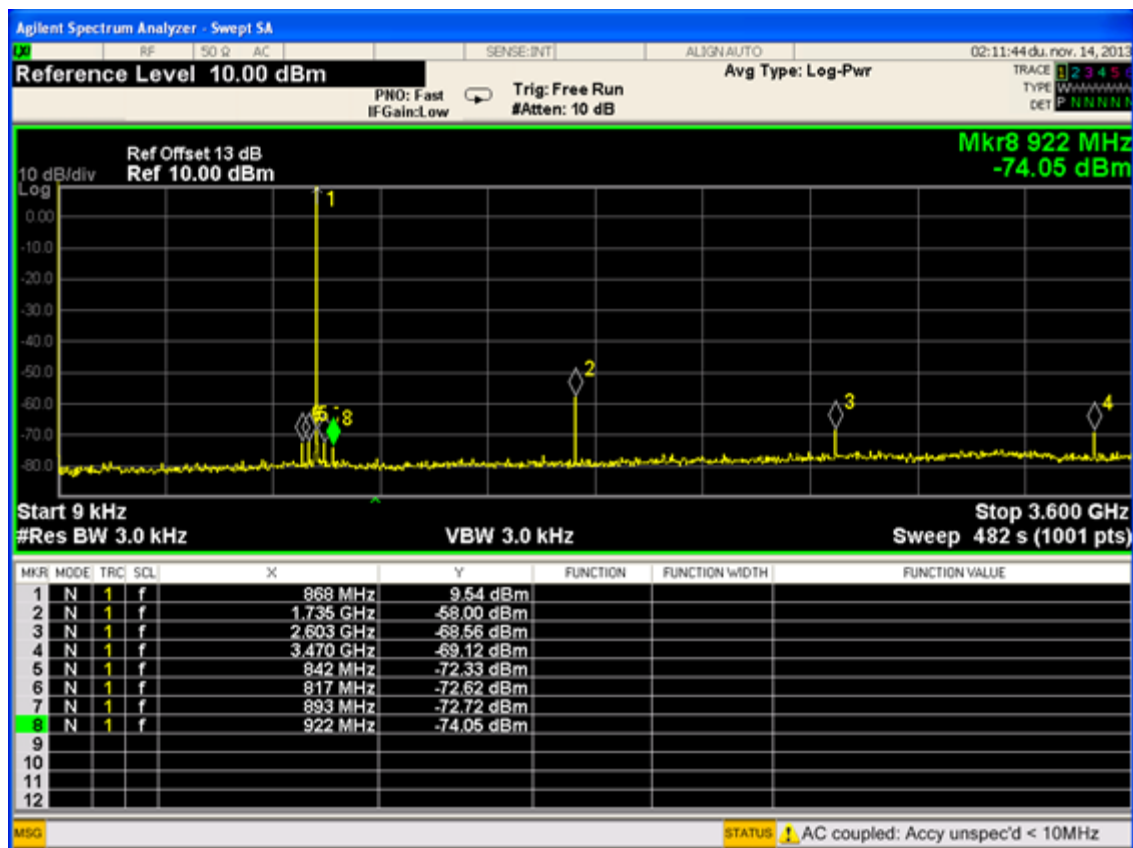 Agilent Spectrum Analyzer - Swept SA
RF 50 Ω AC SENSE:INT ALIGN AUTO 02:11:44 du. nov. 14, 2013
Reference Level 10.00 dBm Avg Type: Log-Pwr TRACE 1 2 3 4 5 6
PNO: Fast Trig: Free Run TYPE
IFGain:Low #Atten: 10 dB DET P N N N N N
Mkr8 922 MHz
Ref Offset 13 dB
10 dB/div Ref 10.00 dBm -74.05 dBm
Log
1
0.00
-10.0
-20.0
-30.0
-40.0
-50.0
2
-60.0
3
4
5
8
-70.0
-80.0
Start 9 kHz Stop 3.600 GHz
#Res BW 3.0 kHz VBW 3.0 kHz Sweep 482 s (1001 pts)
MKR MODE TRC SCL X Y FUNCTION FUNCTION WIDTH FUNCTION VALUE
1 N 1 f 868 MHz 9.54 dBm
2 N 1 f 1.735 GHz -58.00 dBm
3 N 1 f 2.603 GHz -68.56 dBm
4 N 1 f 3.470 GHz -69.12 dBm
5 N 1 f 842 MHz -72.33 dBm
6 N 1 f 817 MHz -72.62 dBm
7 N 1 f 893 MHz -72.72 dBm
8 N 1 f 922 MHz -74.05 dBm
9
10
11
12
MSG STATUS AC coupled: Accy unspec'd < 10MHz